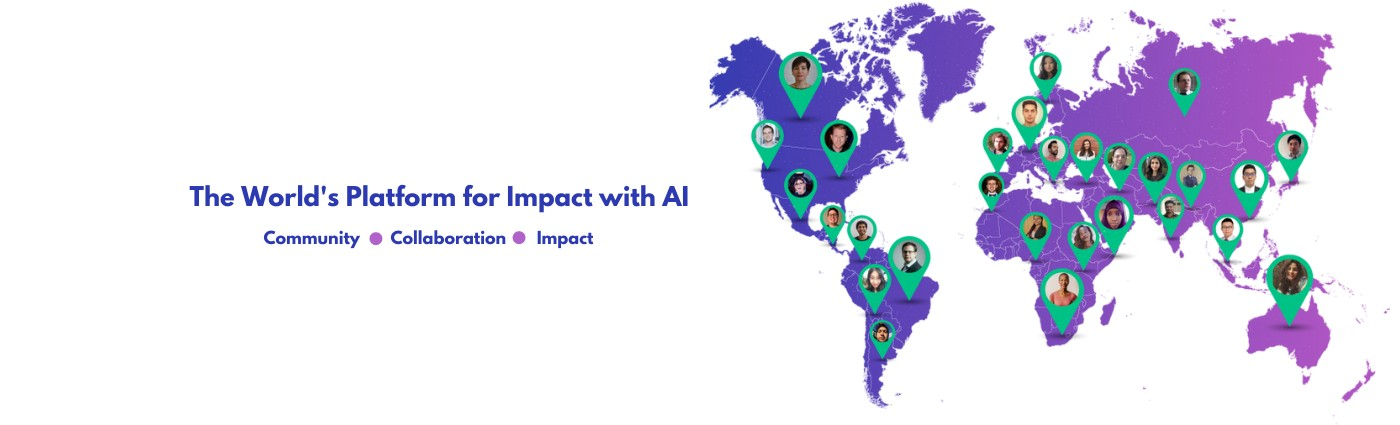 The World's Platform for Impact with AI
Community ● Collaboration ● Impact